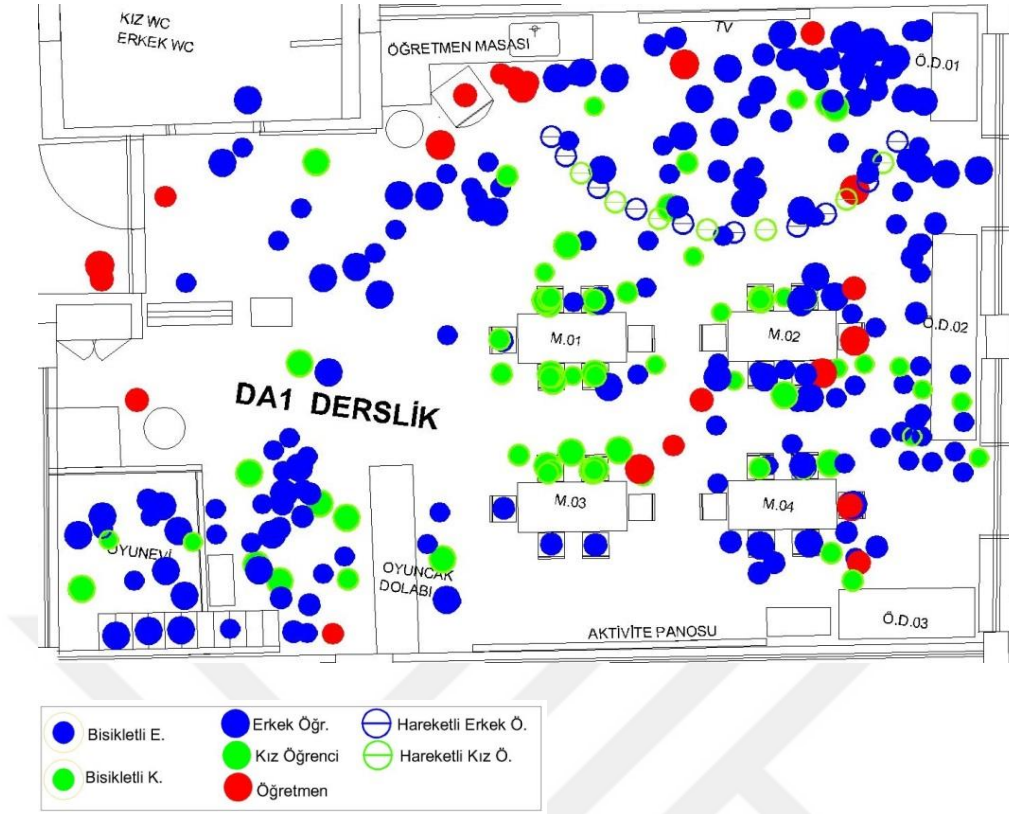 KIZ WC
ERKEK WC
ÖĞRETMEN MASASI
TV
Ö.D.01
M.01
M.02
Ö.D.02
DA1 DERSLİK
M.03
M.04
OYUNEVİ
OYUNCAK
DOLABI
AKTİVİTE PANOSU
Ö.D.03
Bisikletli E.
Erkek Öğr.
Hareketli Erkek Ö.
Bisikletli K.
Kız Öğrenci
Hareketli Kız Ö.
Öğretmen